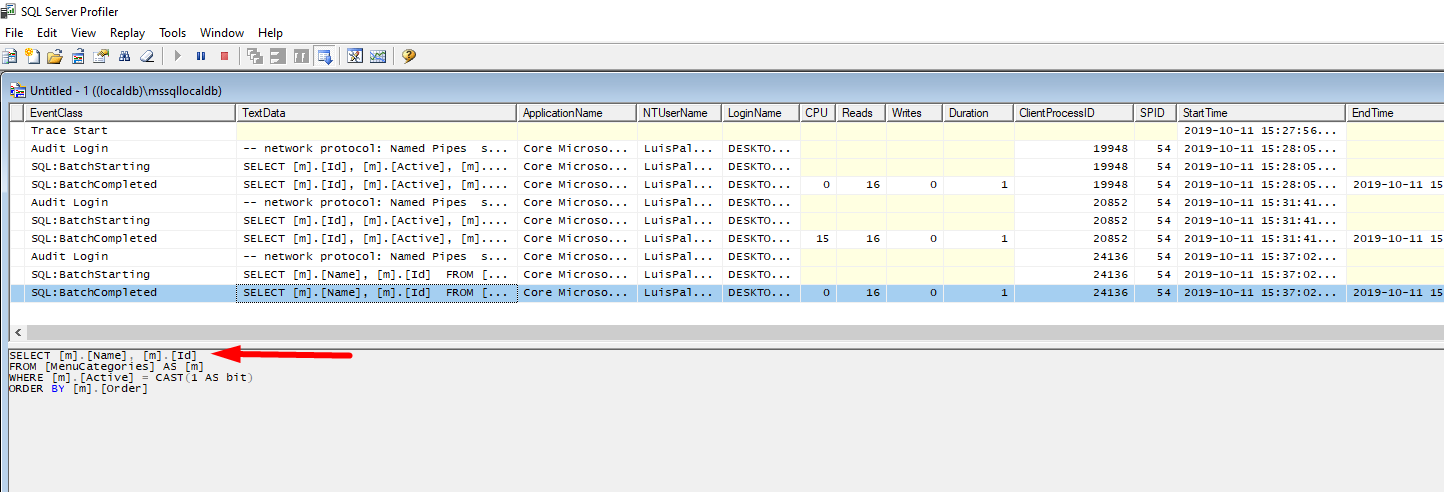 SQL Server Profiler
File Edit View Replay Tools Window Help
Untitled - 1 ((localdb)\mssqllocaldb)
EventClass TextData ApplicationName NTUserName LoginName CPU Reads Writes Duration ClientProcessID SPID StartTime EndTime
Trace Start 2019-10-11 15:27:56...
Audit Login -- network protocol: Named Pipes s... Core Microso... LuisPal... DESKTO... 19948 54 2019-10-11 15:28:05...
SQL:BatchStarting SELECT [m].[Id], [m].[Active], [m].... Core Microso... LuisPal... DESKTO... 19948 54 2019-10-11 15:28:05...
SQL:BatchCompleted SELECT [m].[Id], [m].[Active], [m].... Core Microso... LuisPal... DESKTO... 0 16 0 1 19948 54 2019-10-11 15:28:05... 2019-10-11 15
Audit Login -- network protocol: Named Pipes s... Core Microso... LuisPal... DESKTO... 20852 54 2019-10-11 15:31:41...
SQL:BatchStarting SELECT [m].[Id], [m].[Active], [m].... Core Microso... LuisPal... DESKTO... 20852 54 2019-10-11 15:31:41...
SQL:BatchCompleted SELECT [m].[Id], [m].[Active], [m].... Core Microso... LuisPal... DESKTO... 15 16 0 1 20852 54 2019-10-11 15:31:41... 2019-10-11 15
Audit Login -- network protocol: Named Pipes s... Core Microso... LuisPal... DESKTO... 24136 54 2019-10-11 15:37:02...
SQL:BatchStarting SELECT [m].[Name], [m].[Id] FROM [... Core Microso... LuisPal... DESKTO... 24136 54 2019-10-11 15:37:02...
SQL:BatchCompleted SELECT [m].[Name], [m].[Id] FROM [... Core Microso... LuisPal... DESKTO... 0 16 0 1 24136 54 2019-10-11 15:37:02... 2019-10-11 15
SELECT [m].[Name], [m].[Id]
FROM [MenuCategories] AS [m]
WHERE [m].[Active] = CAST(1 AS bit)
ORDER BY [m].[Order]